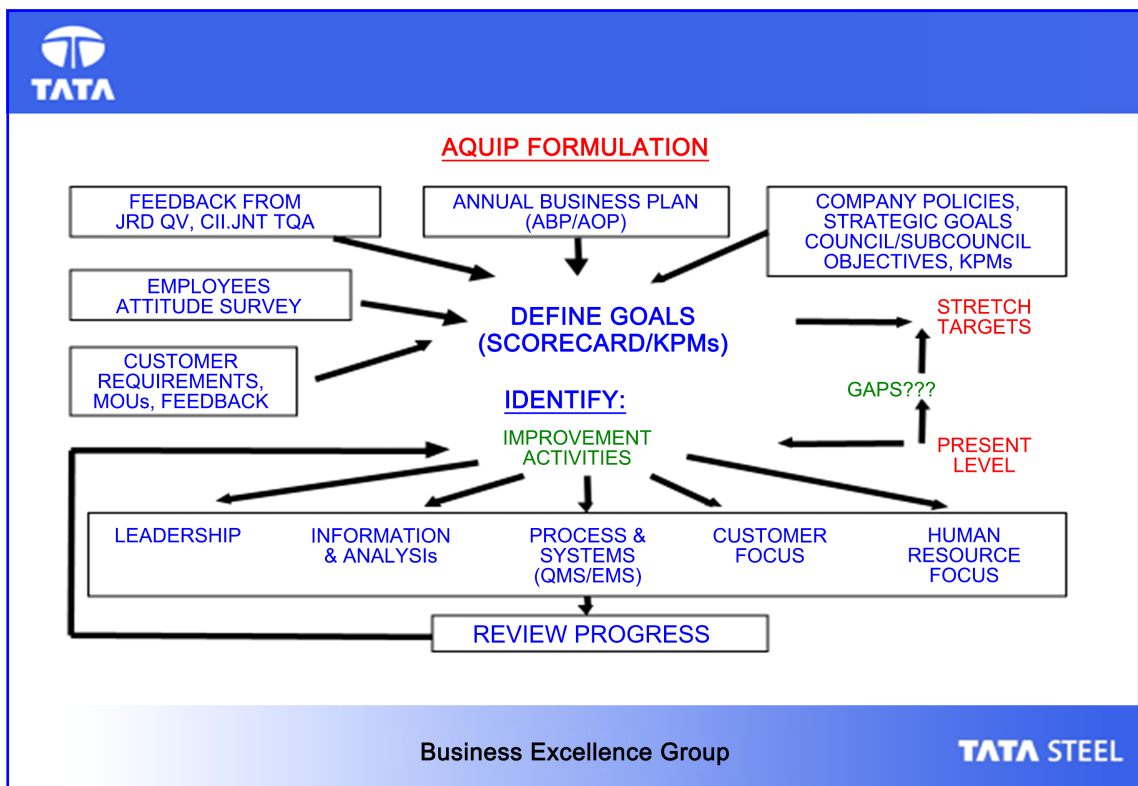 TATA
AQUIP FORMULATION
FEEDBACK FROM
JRD QV, CII.JNT TQA
ANNUAL BUSINESS PLAN
(ABP/AOP)
COMPANY POLICIES,
STRATEGIC GOALS
COUNCIL/SUBCOUNCIL
OBJECTIVES, KPMs
EMPLOYEES
ATTITUDE SURVEY
DEFINE GOALS
(SCORECARD/KPMs)
STRETCH
TARGETS
CUSTOMER
REQUIREMENTS,
MOUs, FEEDBACK
GAPS???
IDENTIFY:
IMPROVEMENT
ACTIVITIES
PRESENT
LEVEL
LEADERSHIP
INFORMATION
& ANALYSIs
PROCESS &
SYSTEMS
(QMS/EMS)
CUSTOMER
FOCUS
HUMAN
RESOURCE
FOCUS
REVIEW PROGRESS
Business Excellence Group
TATA STEEL